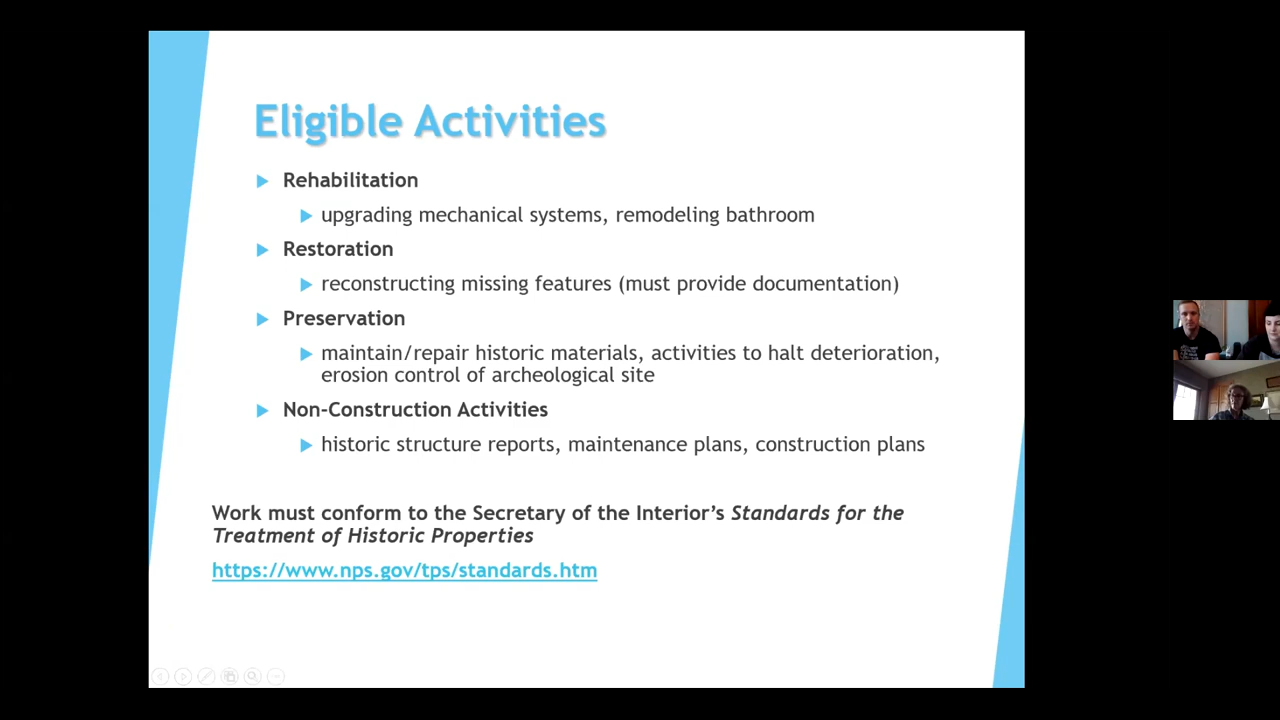 Eligible Activities
Rehabilitation
upgrading mechanical systems, remodeling bathroom
Restoration
reconstructing missing features (must provide documentation)
Preservation
maintain/repair historic materials, activities to halt deterioration,
erosion control of archeological site
Non-Construction Activities
historic structure reports, maintenance plans, construction plans
Work must conform to the Secretary of the Interior’s Standards for the
Treatment of Historic Properties
https://www.nps.gov/tps/standards.htm